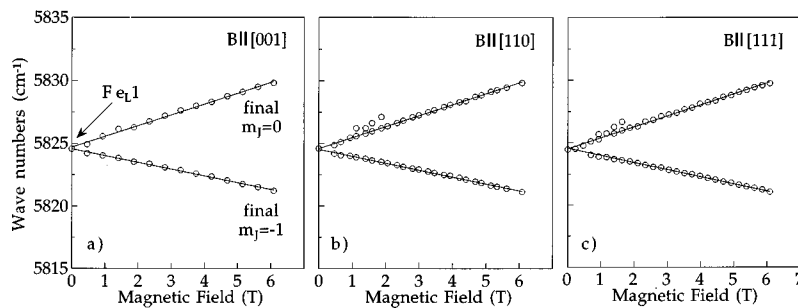 B||[001]
B||[110]
B||[111]
5835
5830
5825
5820
5815
Wave numbers (cm⁻¹)
Fe_L1
final
m_J=0
final
m_J=-1
a)
b)
c)
0 1 2 3 4 5 6
0 1 2 3 4 5 6
0 1 2 3 4 5 6 7
Magnetic Field (T)
Magnetic Field (T)
Magnetic Field (T)